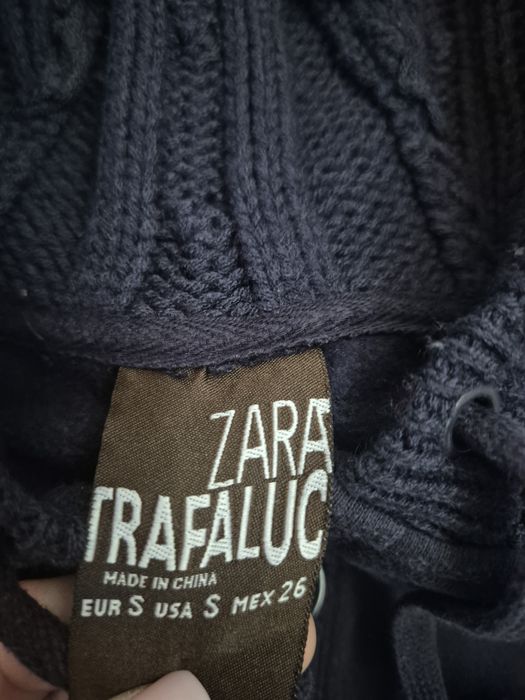 ZARA
TRAFALUC
MADE IN CHINA
EUR S USA S MEX 26